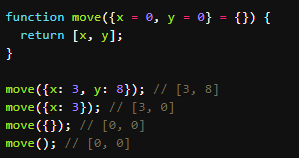 function move({x = 0, y = 0} = {}) {
  return [x, y];
}

move({x: 3, y: 8}); // [3, 8]
move({x: 3}); // [3, 0]
move({}); // [0, 0]
move(); // [0, 0]